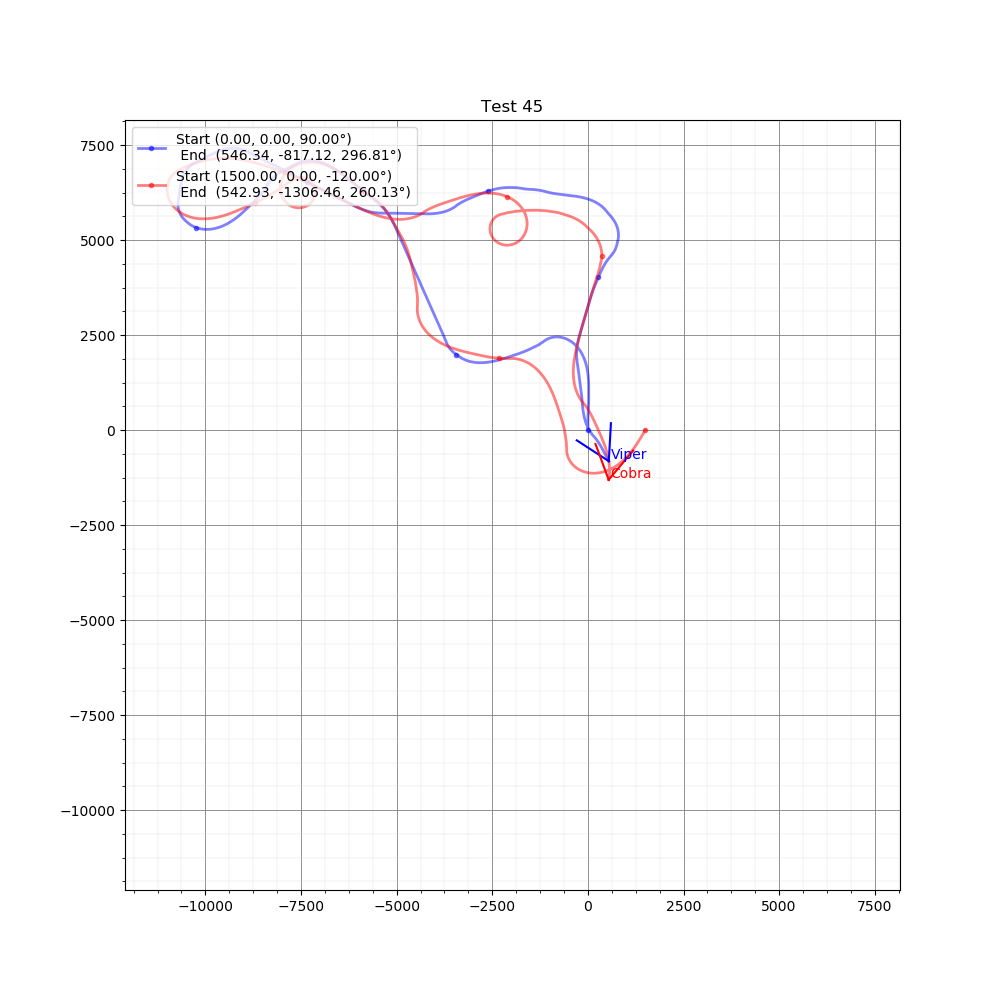 Test 45
Start (0.00, 0.00, 90.00°)
End (546.34, -817.12, 296.81°)
Start (1500.00, 0.00, -120.00°)
End (542.93, -1306.46, 260.13°)
7500
5000
2500
0
−2500
−5000
−7500
−10000
Viper
Cobra
−10000 −7500 −5000 −2500 0 2500 5000 7500